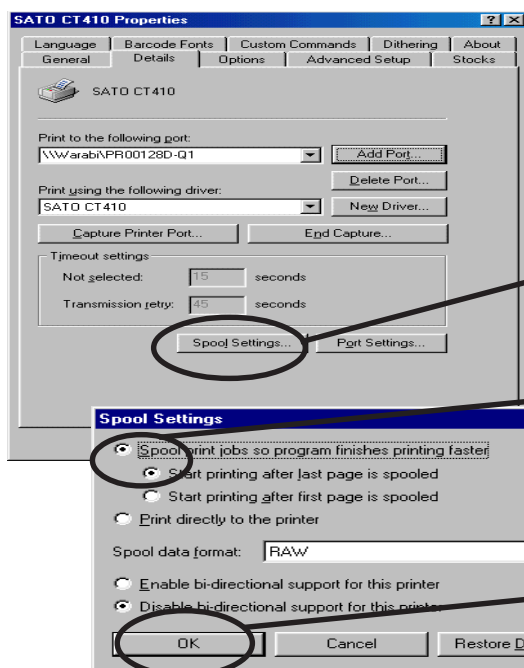 SATO CT410 Properties
Language Barcode Fonts Custom Commands Dithering About
General Details Options Advanced Setup Stocks
SATO CT410
Print to the following port:
\\Warabi\PR00128D-Q1 Add Port...
Delete Port...
Print using the following driver:
SATO CT410 New Driver...
Capture Printer Port... End Capture...
Timeout settings
Not selected: 15 seconds
Transmission retry: 45 seconds
Spool Settings... Port Settings...
Spool Settings
Spool print jobs so program finishes printing faster
Start printing after last page is spooled
Start printing after first page is spooled
Print directly to the printer
Spool data format: RAW
Enable bi-directional support for this printer
Disable bi-directional support for this printer
OK Cancel Restore D